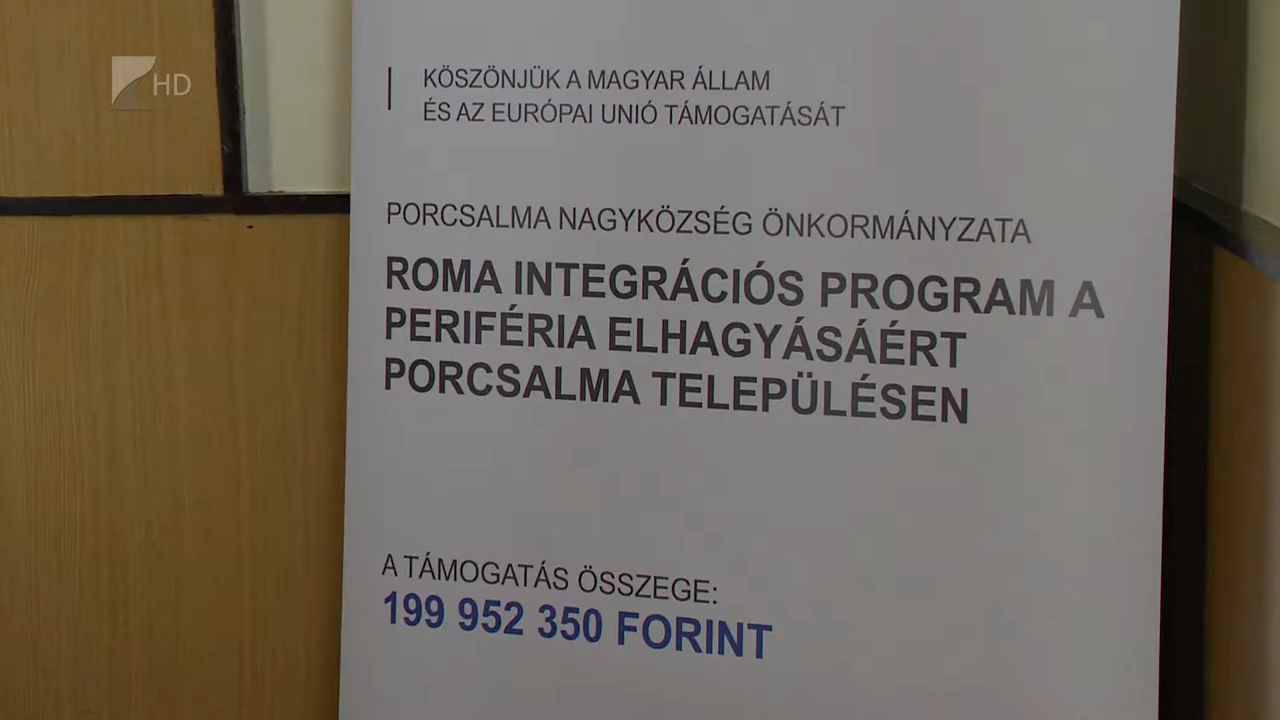 HD
KÖSZÖNJÜK A MAGYAR ÁLLAM
ÉS AZ EURÓPAI UNIÓ TÁMOGATÁSÁT
PORCSALMA NAGYKÖZSÉG ÖNKORMÁNYZATA
ROMA INTEGRÁCIÓS PROGRAM A
PERIFÉRIA ELHAGYÁSÁÉRT
PORCSALMA TELEPÜLÉSEN
A TÁMOGATÁS ÖSSZEGE:
199 952 350 FORINT